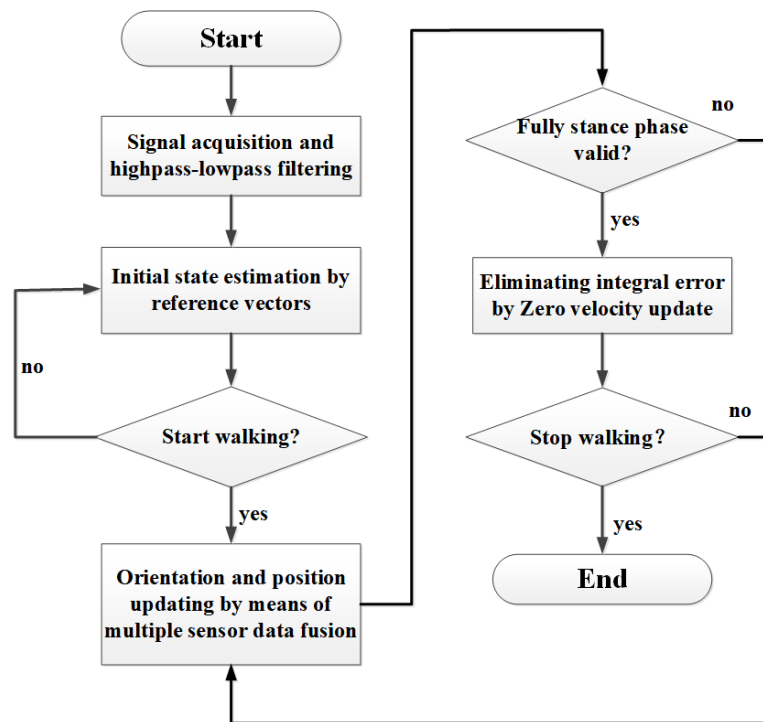 Start
Signal acquisition and
highpass-lowpass filtering
Initial state estimation by
reference vectors
no
Start walking?
yes
Orientation and position
updating by means of
multiple sensor data fusion
Fully stance phase
valid?
no
yes
Eliminating integral error
by Zero velocity update
Stop walking?
no
yes
End